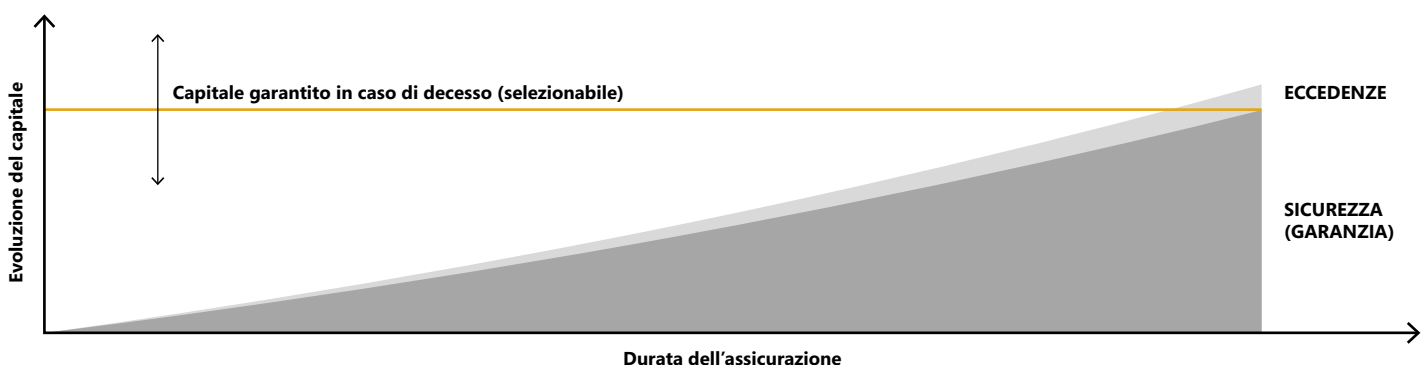 Evoluzione del capitale
Capitale garantito in caso di decesso (selezionabile)
ECCEDENZE
SICUREZZA
(GARANZIA)
Durata dell’assicurazione